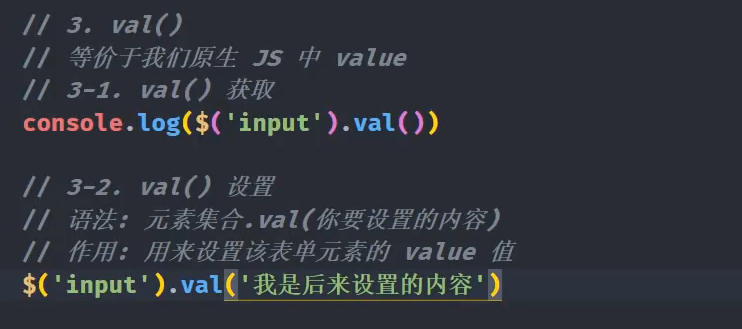 // 3. val()
// 等价于我们原生 JS 中 value
// 3-1. val() 获取
console.log($('input').val())
// 3-2. val() 设置
// 语法: 元素集合.val(你要设置的内容)
// 作用: 用来设置该表单元素的 value 值
$('input').val('我是后来设置的内容')